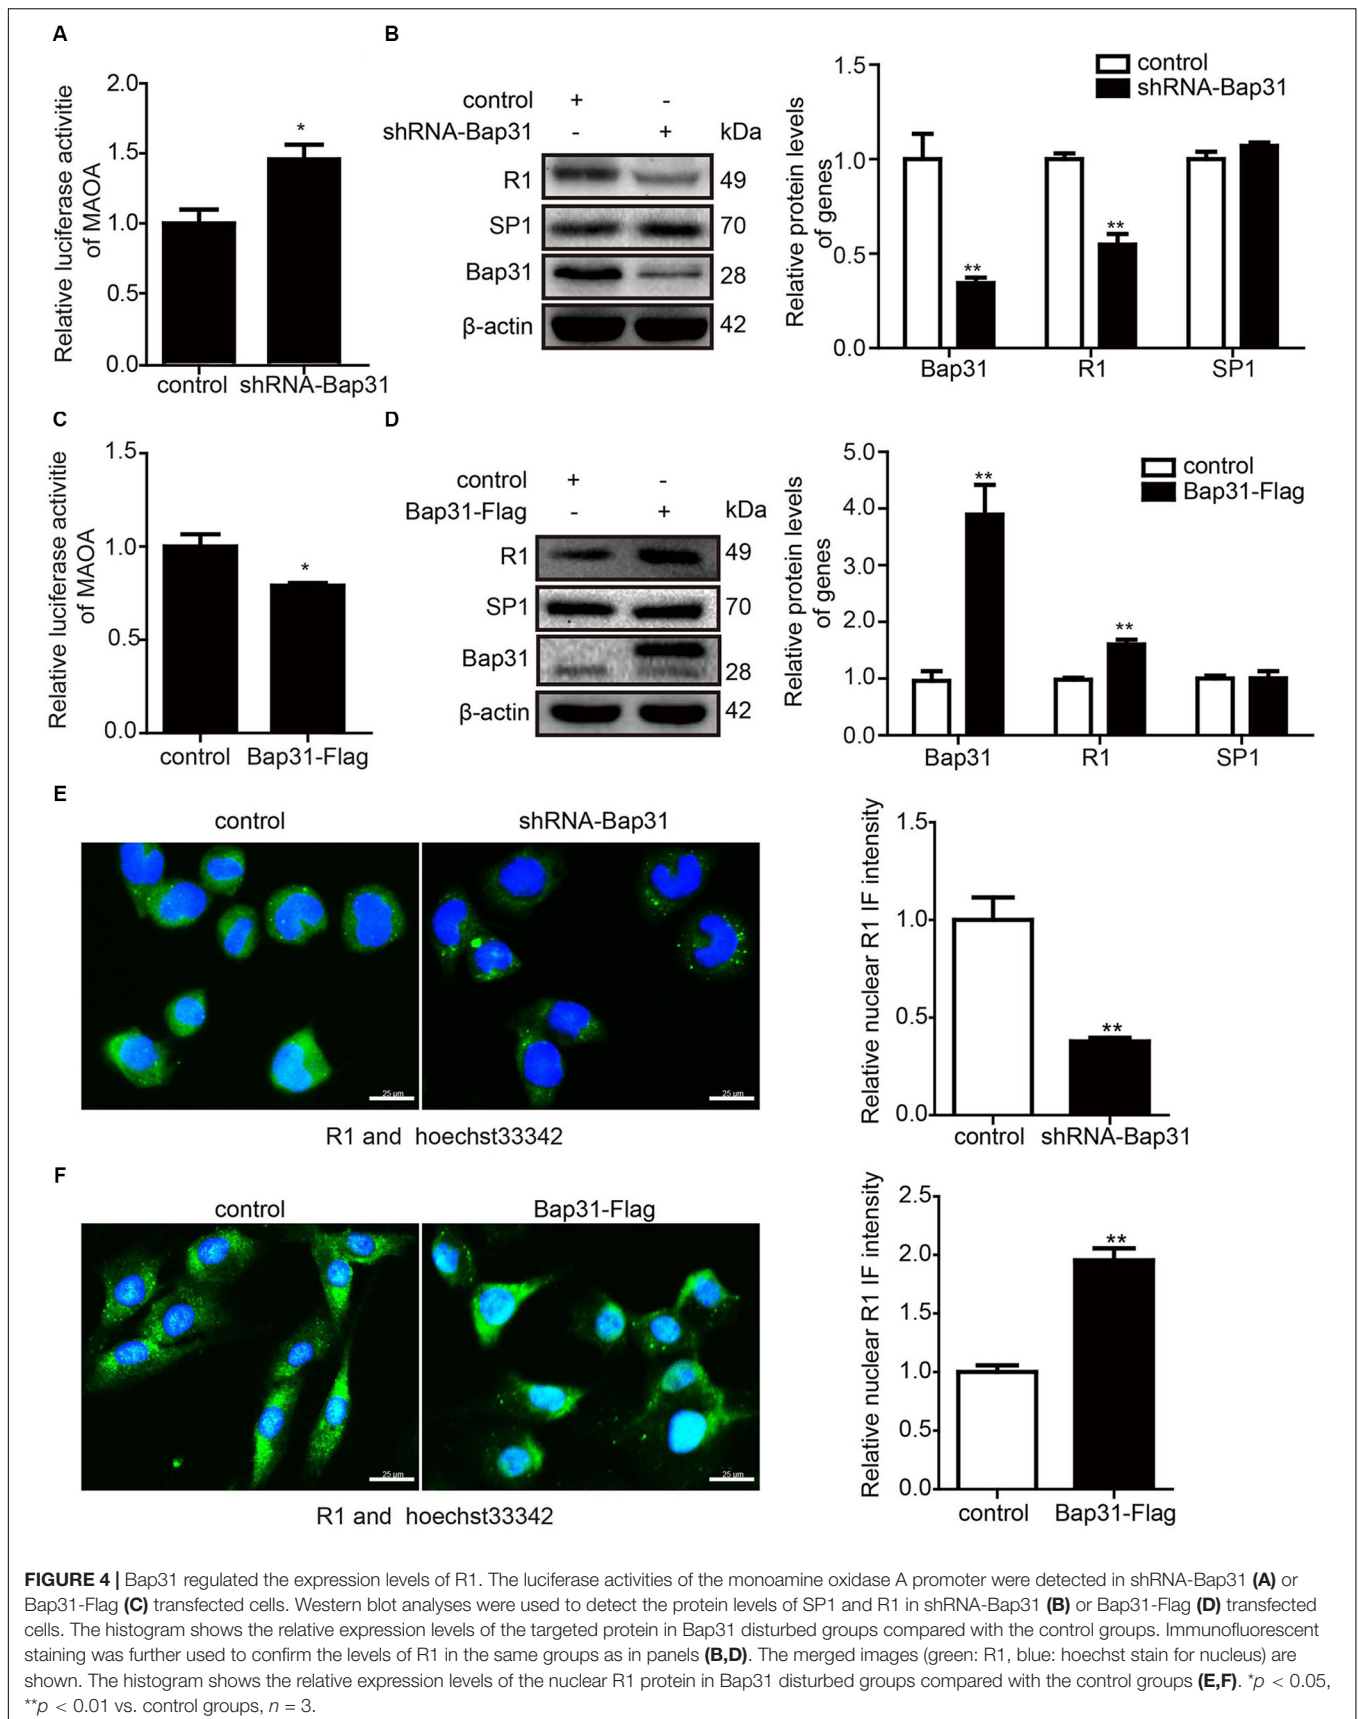 A
Relative luciferase activitie
of MAOA
2.0
1.5
1.0
0.5
0.0
*
control shRNA-Bap31
B
control + -
shRNA-Bap31 - + kDa
R1 49
SP1 70
Bap31 28
β-actin 42
Relative protein levels
of genes
1.5
1.0
0.5
0.0
control
shRNA-Bap31
**
**
Bap31 R1 SP1
C
Relative luciferase activitie
of MAOA
1.5
1.0
0.5
0.0
*
control Bap31-Flag
D
control + -
Bap31-Flag - + kDa
R1 49
SP1 70
Bap31 28
β-actin 42
Relative protein levels
of genes
5.0
4.0
3.0
2.0
1.0
0.0
control
Bap31-Flag
**
**
Bap31 R1 SP1
E
control shRNA-Bap31
25 μm 25 μm
R1 and hoechst33342
Relative nuclear R1 IF intensity
1.5
1.0
0.5
0.0
**
control shRNA-Bap31
F
control Bap31-Flag
25 μm 25 μm
R1 and hoechst33342
Relative nuclear R1 IF intensity
2.5
2.0
1.5
1.0
0.5
0.0
**
control Bap31-Flag
FIGURE 4 | Bap31 regulated the expression levels of R1. The luciferase activities of the monoamine oxidase A promoter were detected in shRNA-Bap31 (A) or
Bap31-Flag (C) transfected cells. Western blot analyses were used to detect the protein levels of SP1 and R1 in shRNA-Bap31 (B) or Bap31-Flag (D) transfected
cells. The histogram shows the relative expression levels of the targeted protein in Bap31 disturbed groups compared with the control groups. Immunofluorescent
staining was further used to confirm the levels of R1 in the same groups as in panels (B,D). The merged images (green: R1, blue: hoechst stain for nucleus) are
shown. The histogram shows the relative expression levels of the nuclear R1 protein in Bap31 disturbed groups compared with the control groups (E,F). *p < 0.05,
**p < 0.01 vs. control groups, n = 3.